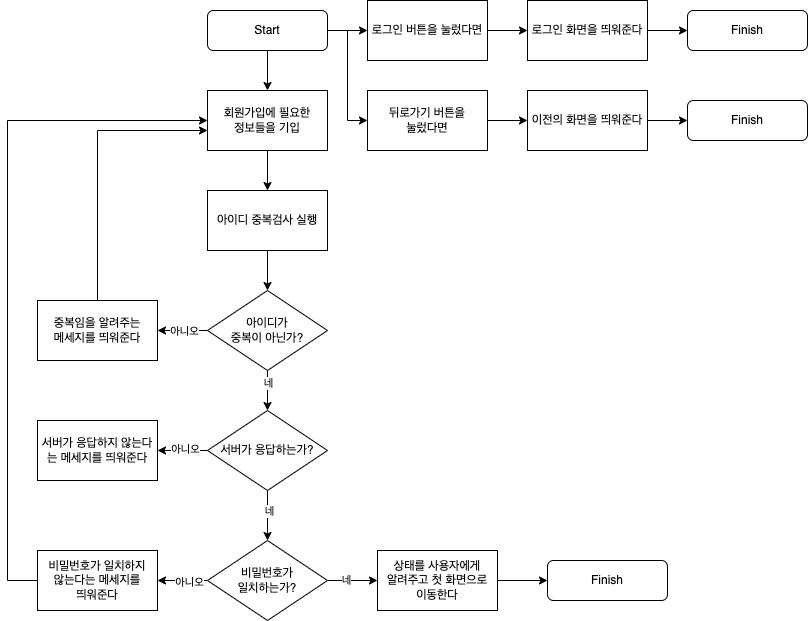 Start
로그인 버튼을 눌렀다면
로그인 화면을 띄워준다
Finish
회원가입에 필요한
정보들을 기입
뒤로가기 버튼을
눌렀다면
이전의 화면을 띄워준다
Finish
아이디 중복검사 실행
중복임을 알려주는
메세지를 띄워준다
아니오
아이디가
중복이 아닌가?
네
서버가 응답하지 않는다
는 메세지를 띄워준다
아니오
서버가 응답하는가?
네
비밀번호가 일치하지
않는다는 메세지를
띄워준다
아니오
비밀번호가
일치하는가?
네
상태를 사용자에게
알려주고 첫 화면으로
이동한다
Finish